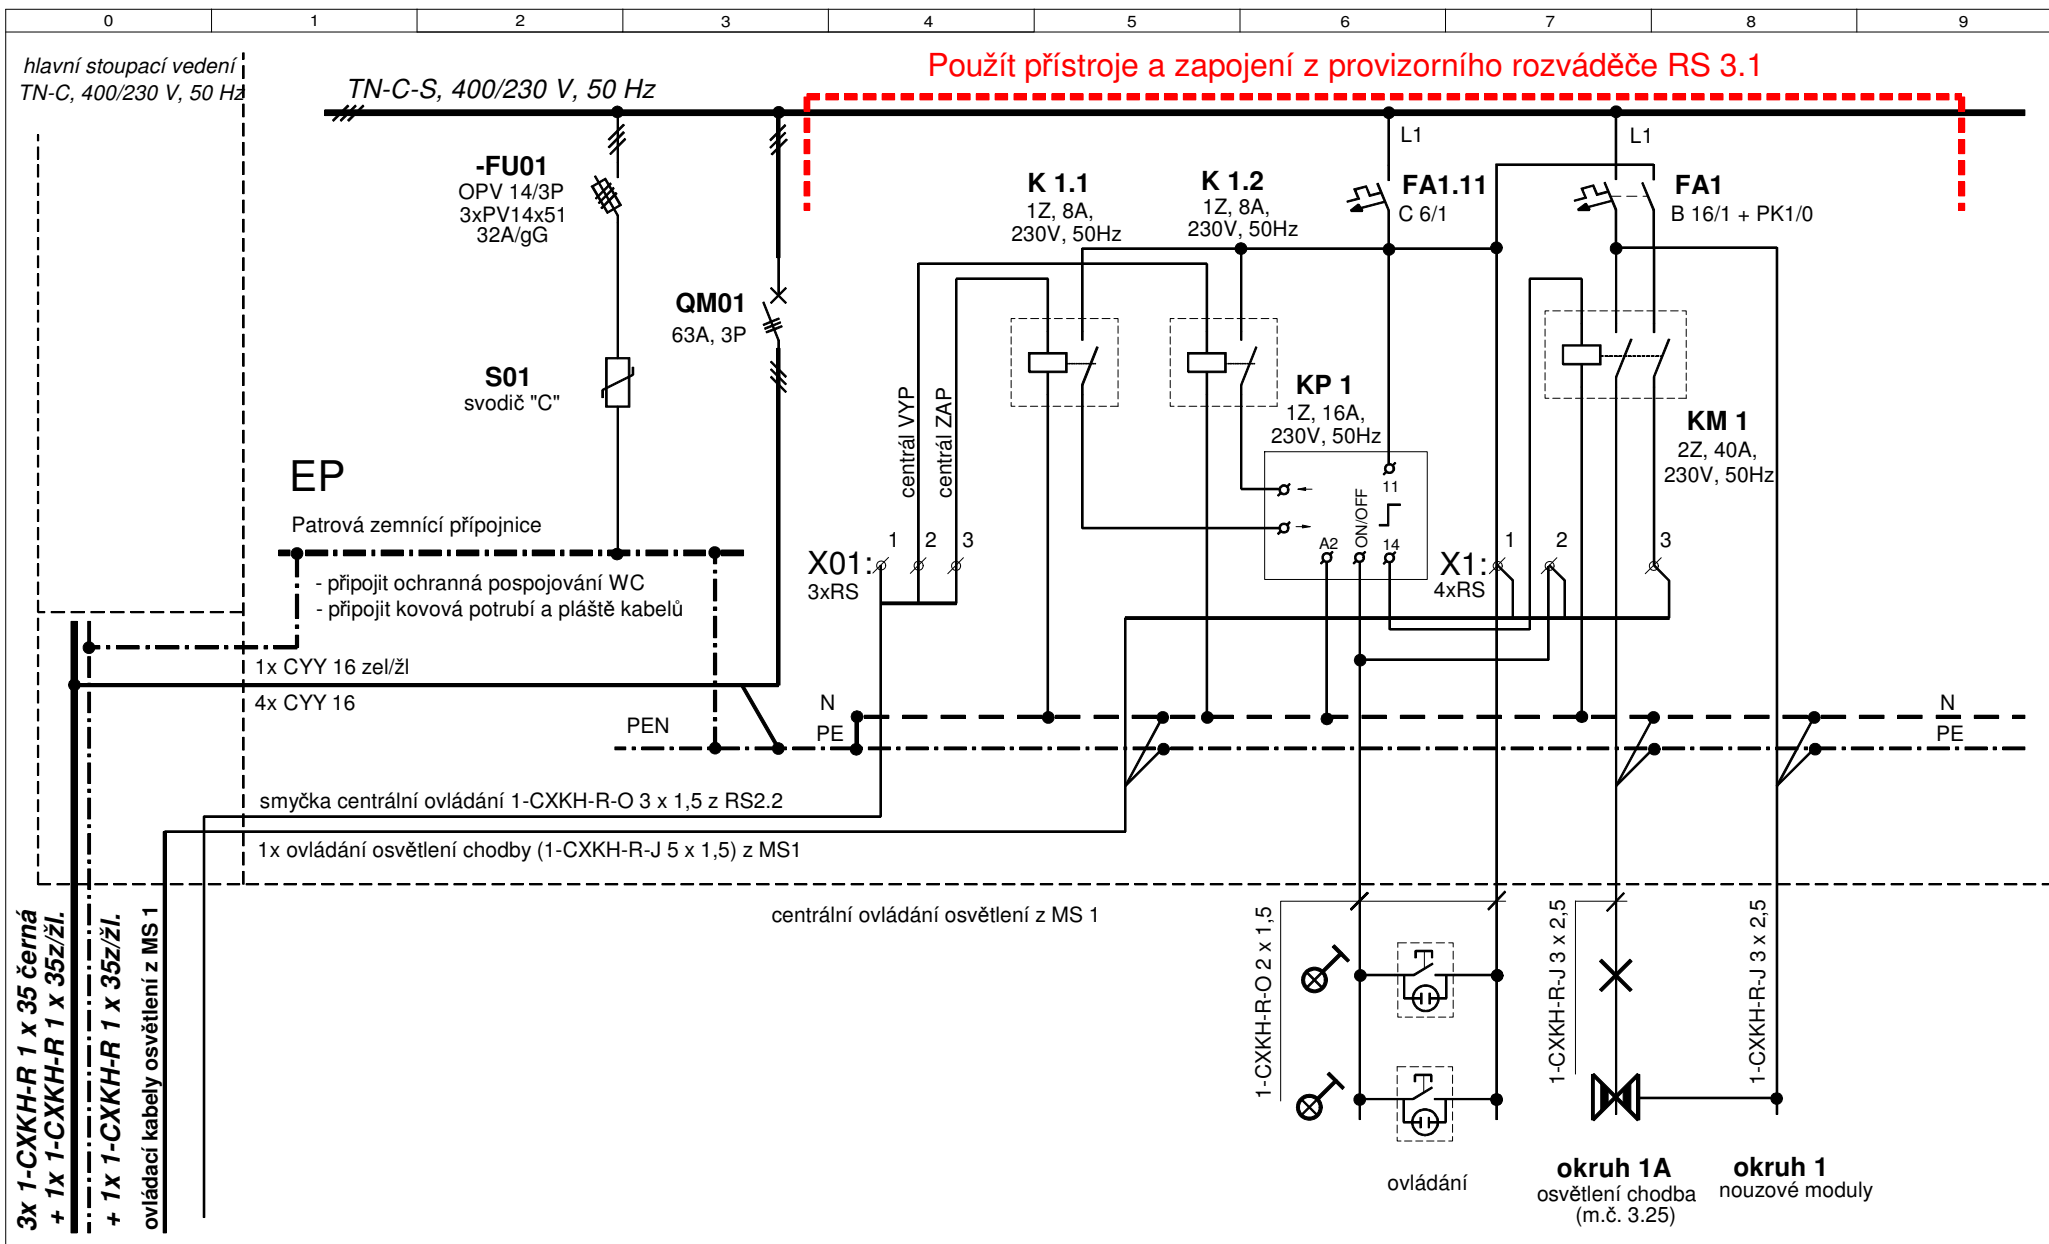 0 1 2 3 4 5 6 7 8 9
hlavní stoupací vedení
TN-C, 400/230 V, 50 Hz
TN-C-S, 400/230 V, 50 Hz
Použít přístroje a zapojení z provizorního rozváděče RS 3.1
-FU01
OPV 14/3P
3xPV14x51
32A/gG
S01
svodič "C"
QM01
63A, 3P
K 1.1
1Z, 8A,
230V, 50Hz
K 1.2
1Z, 8A,
230V, 50Hz
L1
FA1.11
C 6/1
L1
FA1
B 16/1 + PK1/0
KP 1
1Z, 16A,
230V, 50Hz
11
ON/OFF
A2
14
KM 1
2Z, 40A,
230V, 50Hz
centrál VYP
centrál ZAP
X01:
3xRS
1
2
3
X1:
4xRS
1
2
3
EP
Patrová zemnící přípojnice
- připojit ochranná pospojování WC
- připojit kovová potrubí a pláště kabelů
1x CYY 16 zel/žl
4x CYY 16
PEN
N
PE
N
PE
smyčka centrální ovládání 1-CXKH-R-O 3 x 1,5 z RS2.2
1x ovládání osvětlení chodby (1-CXKH-R-J 5 x 1,5) z MS1
centrální ovládání osvětlení z MS 1
3x 1-CXKH-R 1 x 35 černá
+ 1x 1-CXKH-R 1 x 35z/žl.
+ 1x 1-CXKH-R 1 x 35z/žl.
ovládací kabely osvětlení z MS 1
1-CXKH-R-O 2 x 1,5
1-CXKH-R-J 3 x 2,5
1-CXKH-R-J 3 x 2,5
ovládání
okruh 1A
osvětlení chodba
(m.č. 3.25)
okruh 1
nouzové moduly